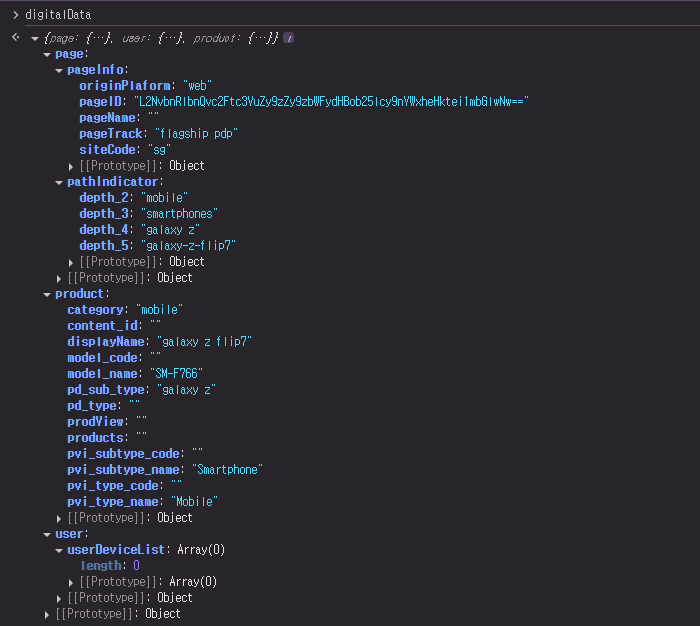 > digitalData
{page: {…}, user: {…}, product: {…}} i
page:
pageInfo:
originPlaform: "web"
pageID:
pageName: ""
pageTrack: "flagship pdp"
siteCode: "sg"
[[Prototype]]: Object
pathIndicator:
depth_2: "mobile"
depth_3: "smartphones"
depth_4: "galaxy z"
depth_5: "galaxy-z-flip7"
[[Prototype]]: Object
[[Prototype]]: Object
product:
category: "mobile"
content_id: ""
displayName: "galaxy z flip7"
model_code: ""
model_name: "SM-F766"
pd_sub_type: "galaxy z"
pd_type: ""
prodView: ""
products: ""
pvi_subtype_code: ""
pvi_subtype_name: "Smartphone"
pvi_type_code: ""
pvi_type_name: "Mobile"
[[Prototype]]: Object
user:
userDeviceList: Array(0)
length: 0
[[Prototype]]: Array(0)
[[Prototype]]: Object
[[Prototype]]: Object